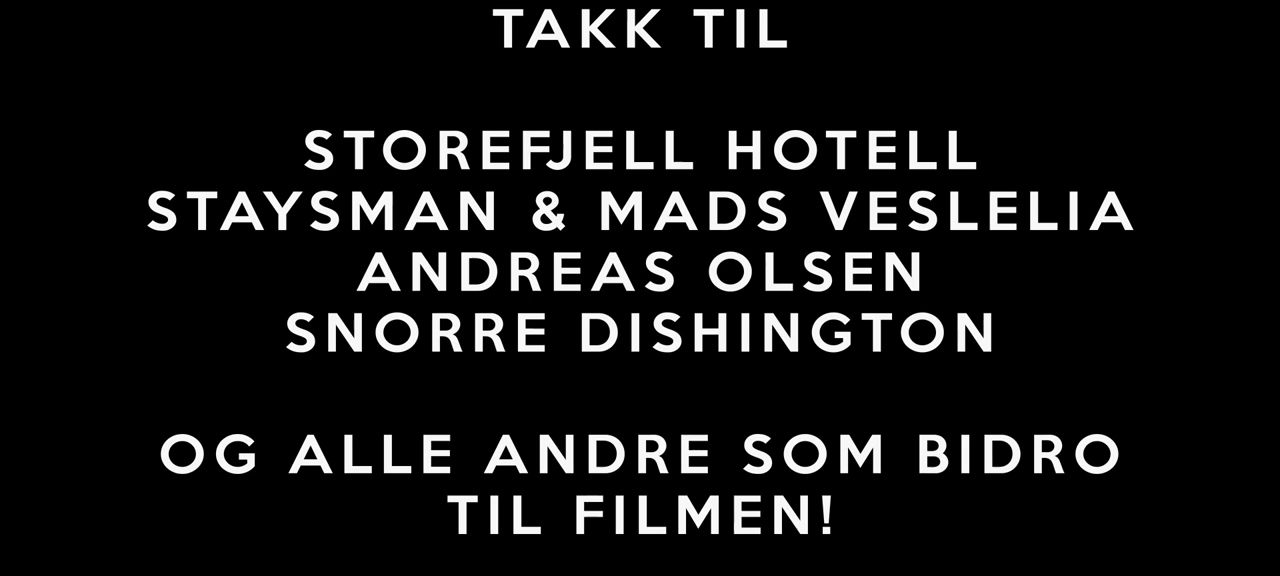 TAKK TIL
STOREFJELL HOTELL
STAYSMAN & MADS VESLELIA
ANDREAS OLSEN
SNORRE DISHINGTON
OG ALLE ANDRE SOM BIDRO
TIL FILMEN!